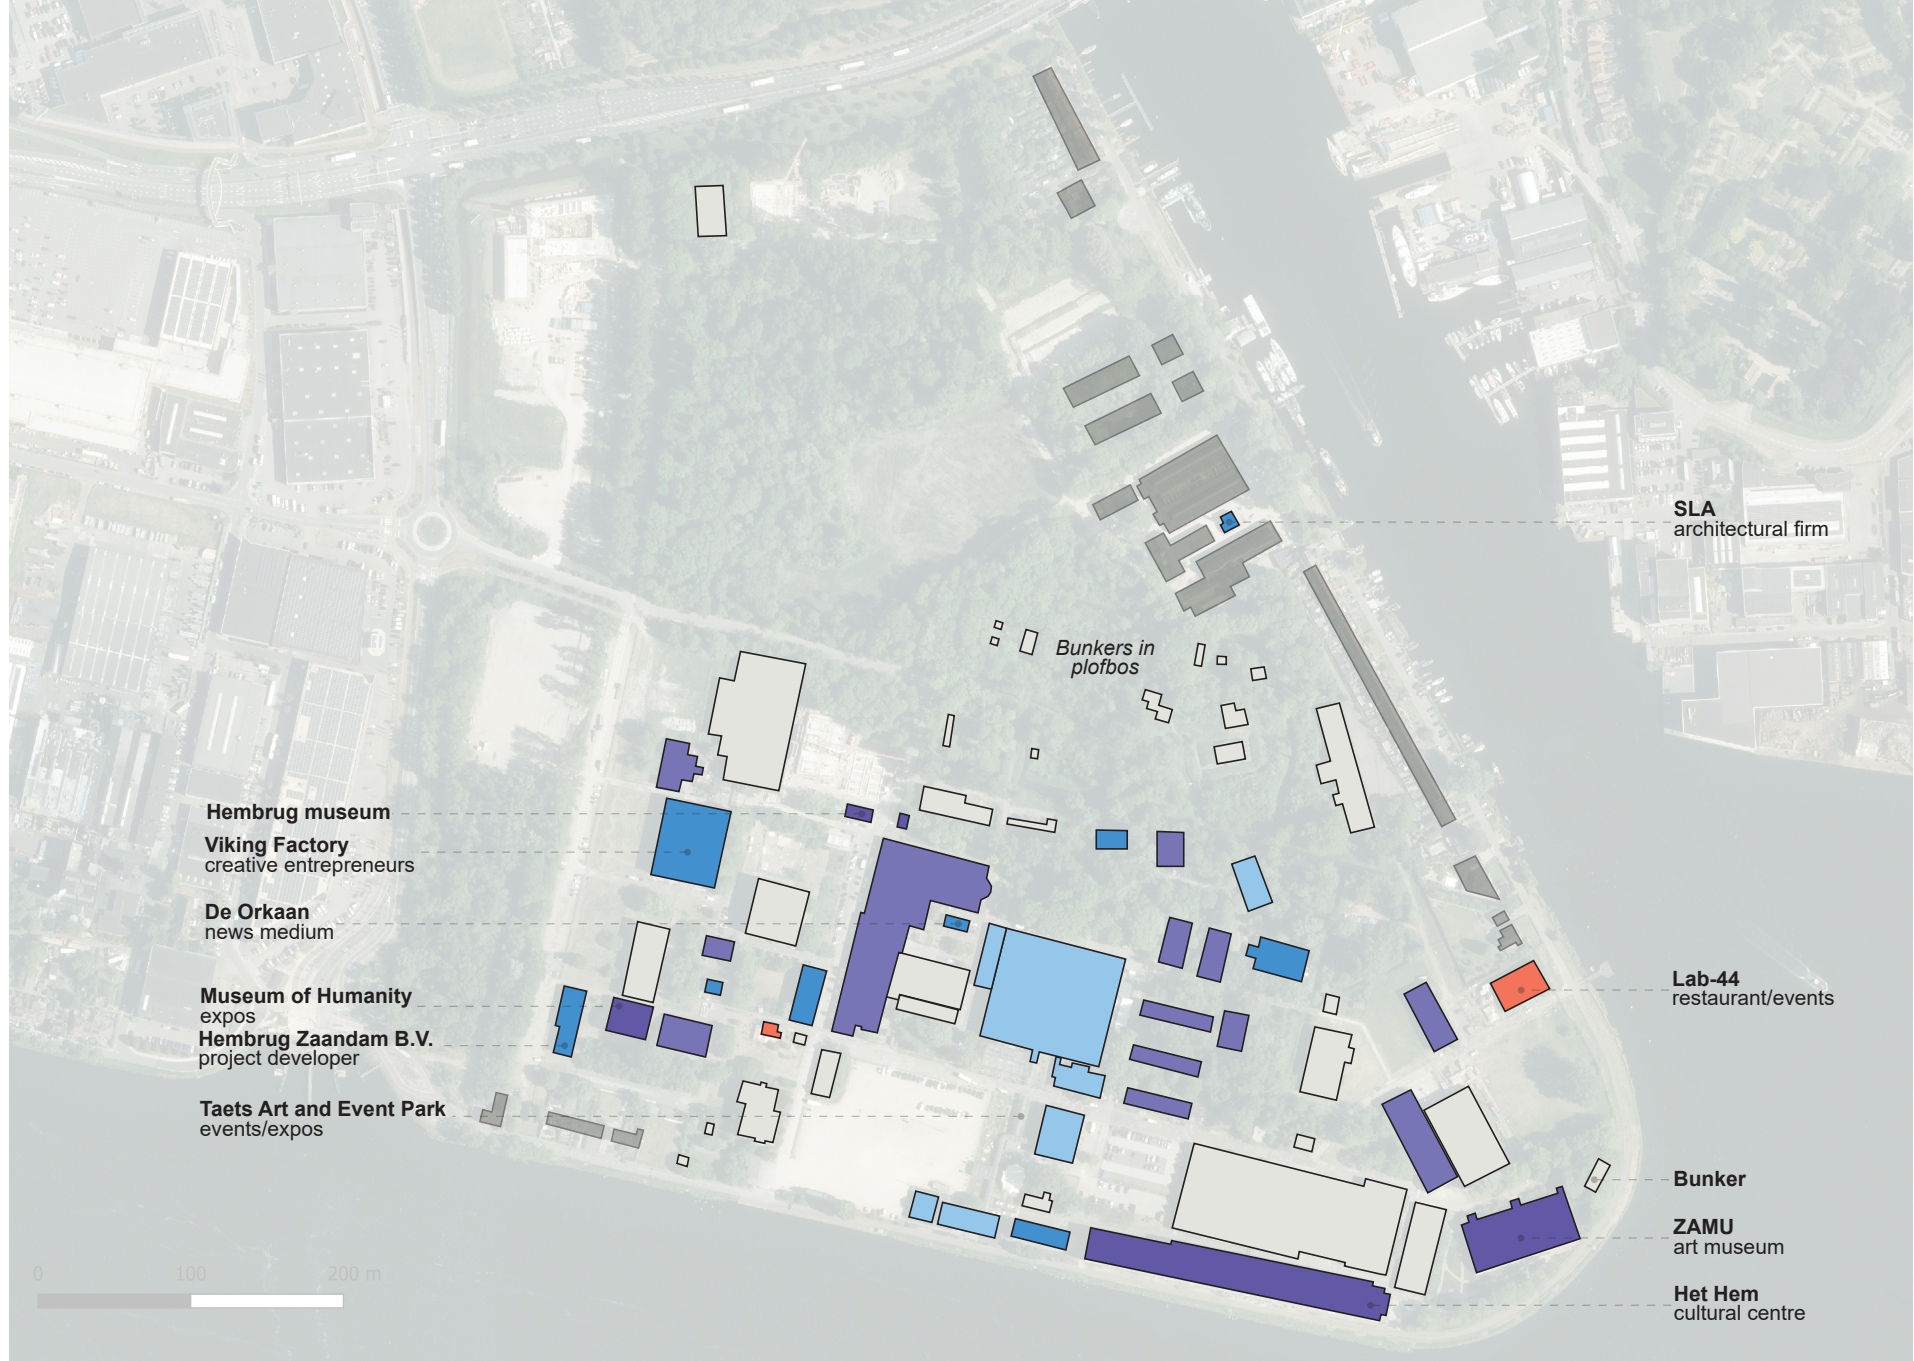 SLA
architectural firm
Bunkers in
plofbos
Hembrug museum
Viking Factory
creative entrepreneurs
De Orkaan
news medium
Museum of Humanity
expos
Hembrug Zaandam B.V.
project developer
Taets Art and Event Park
events/expos
Lab-44
restaurant/events
Bunker
ZAMU
art museum
Het Hem
cultural centre
0 100 200 m